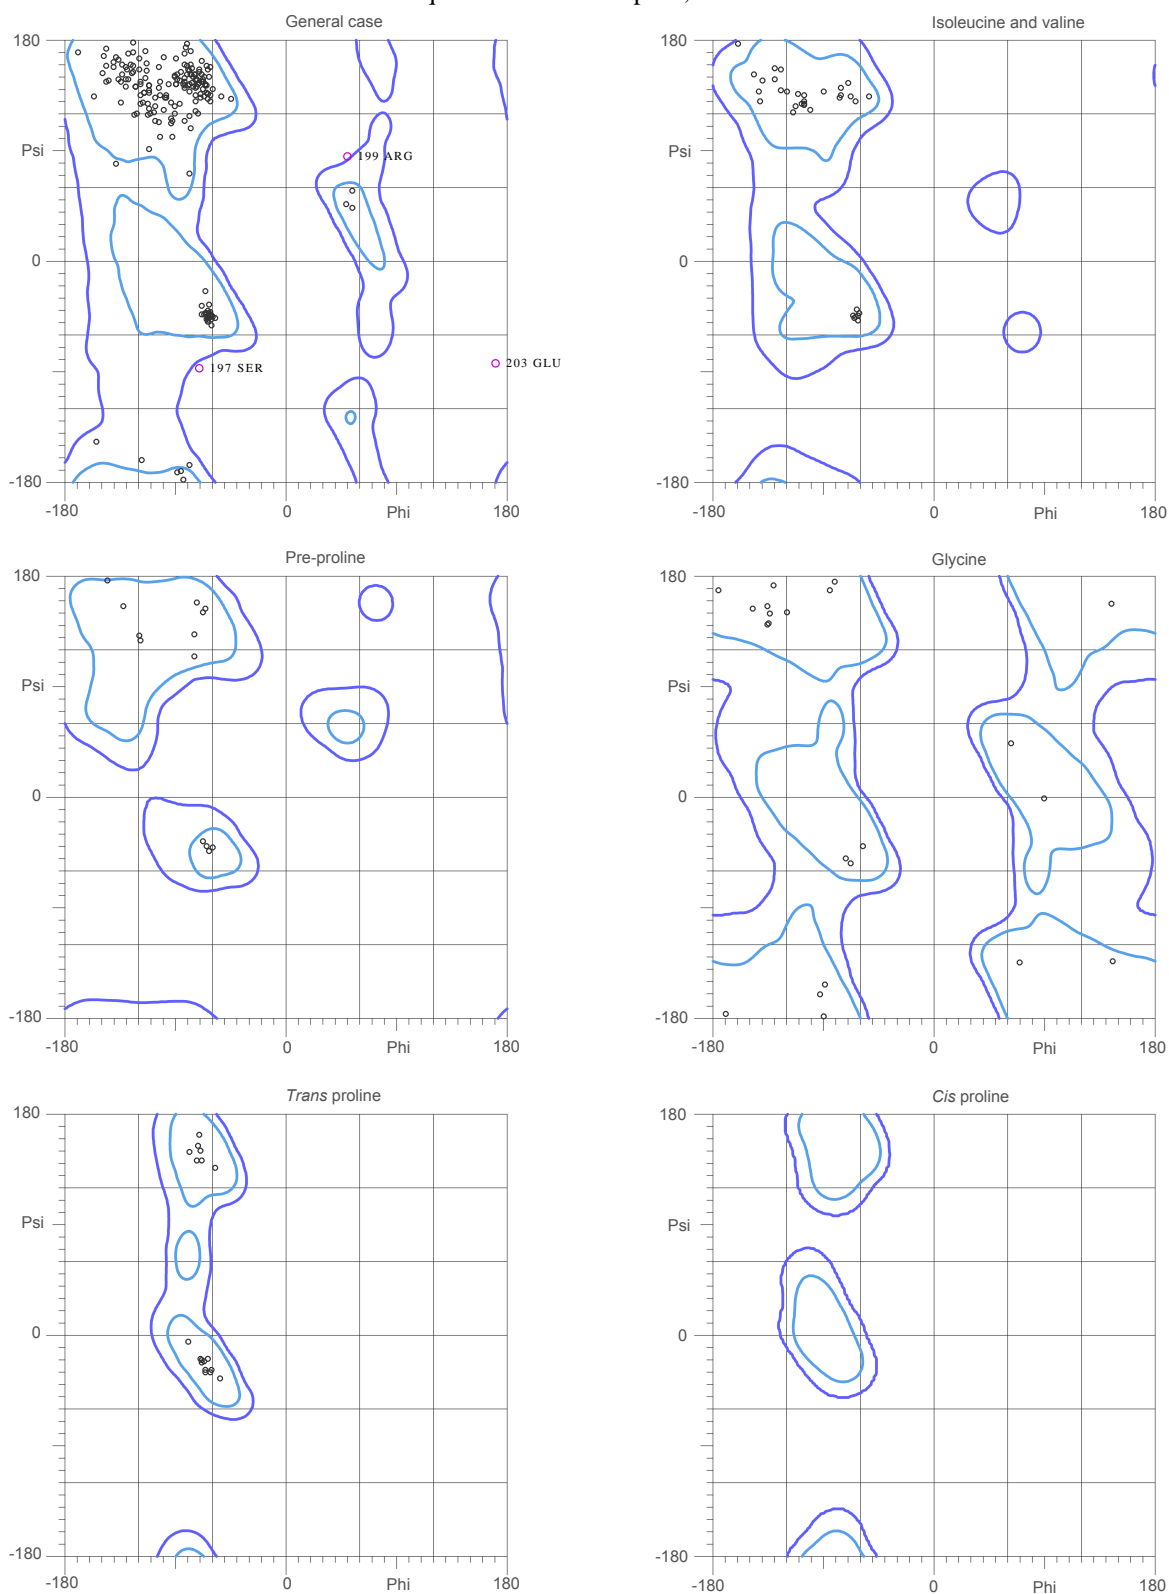 General case
Isoleucine and valine
180
180
Psi
199 ARG
Psi
0
0
197 SER
203 GLU
-180
-180
-180
0
Phi
180
-180
0
Phi
180
Pre-proline
Glycine
180
180
Psi
Psi
0
0
-180
-180
-180
0
Phi
180
-180
0
Phi
180
Trans proline
Cis proline
180
180
Psi
Psi
0
0
-180
-180
-180
0
Phi
180
-180
0
Phi
180